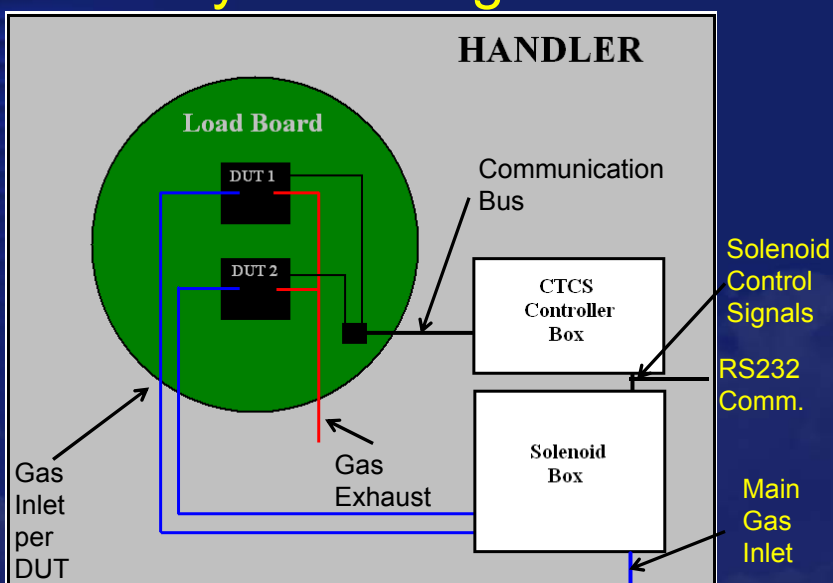 HANDLER
Load Board
DUT 1
DUT 2
Communication
Bus
CTCS
Controller
Box
Solenoid
Control
Signals
RS232
Comm.
Solenoid
Box
Gas
Inlet
per
DUT
Gas
Exhaust
Main
Gas
Inlet